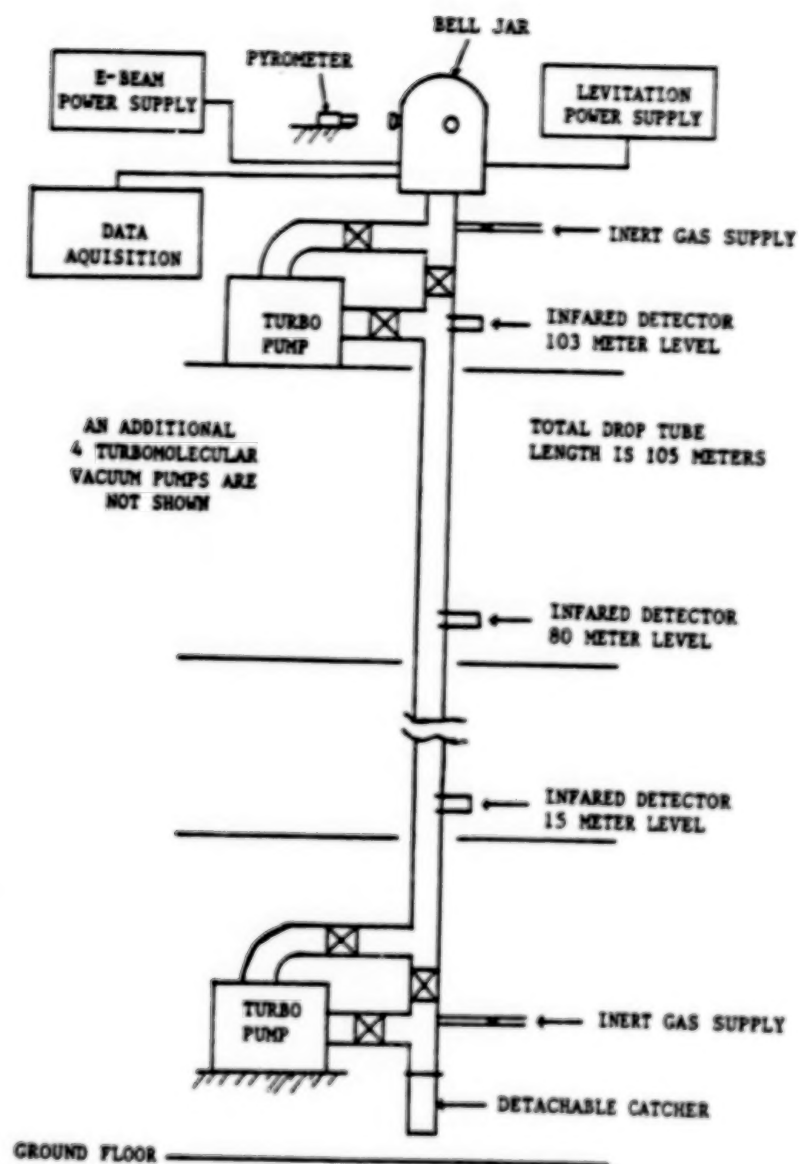 BELL JAR
PYROMETER
E-BEAM
POWER SUPPLY
LEVITATION
POWER SUPPLY
DATA
AQUISITION
INERT GAS SUPPLY
TURBO
PUMP
INFARED DETECTOR
103 METER LEVEL
AN ADDITIONAL
4 TURBOMOLECULAR
VACUUM PUMPS ARE
NOT SHOWN
TOTAL DROP TUBE
LENGTH IS 105 METERS
INFARED DETECTOR
80 METER LEVEL
INFARED DETECTOR
15 METER LEVEL
TURBO
PUMP
INERT GAS SUPPLY
DETACHABLE CATCHER
GROUND FLOOR